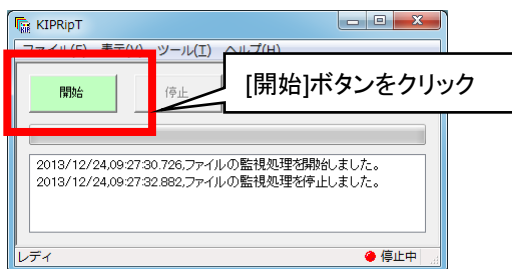 KIPRipT
ファイル(F) 表示(V) ツール(T) ヘルプ(H)
開始
停止
[開始]ボタンをクリック
2013/12/24,09:27:30.726,ファイルの監視処理を開始しました。
2013/12/24,09:27:32.882,ファイルの監視処理を停止しました。
レディ
停止中